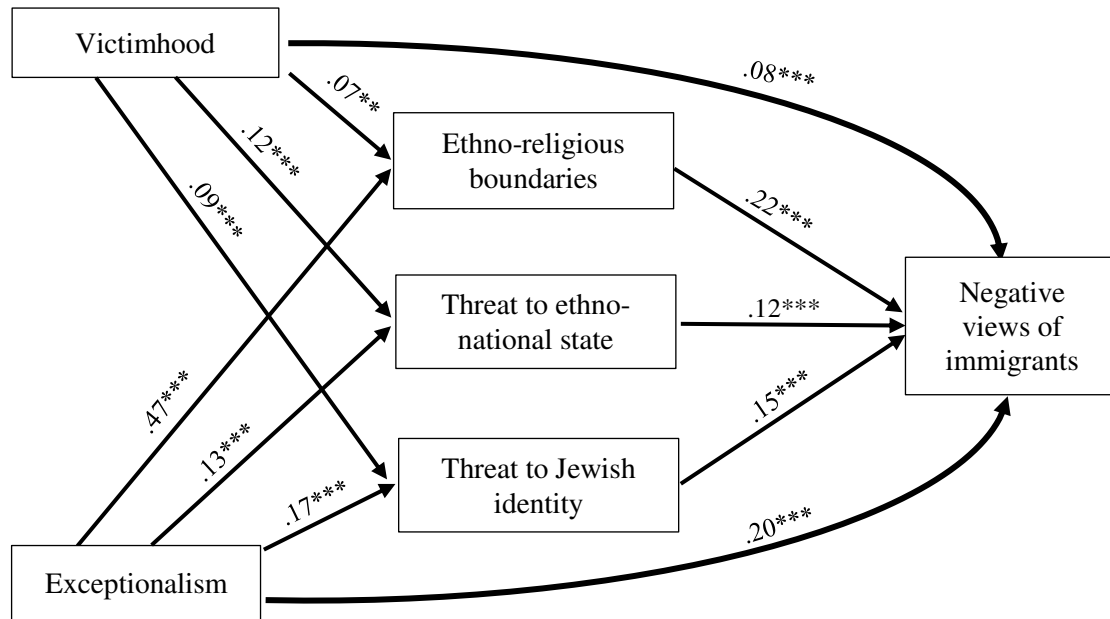 Victimhood
.08***
.07**
.12***
.09***
Ethno-religious
boundaries
.22***
Threat to ethno-
national state
.12***
Negative
views of
immigrants
.47***
.13***
.15***
Threat to Jewish
identity
.17***
.20***
Exceptionalism